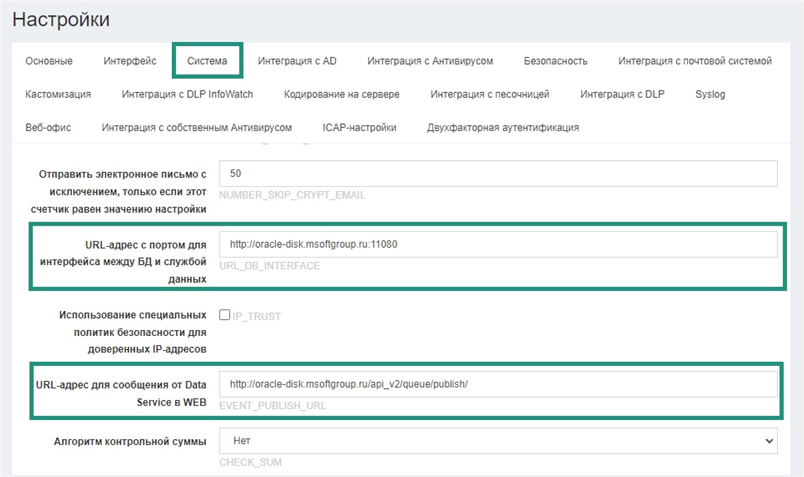 Настройки
Основные Интерфейс Система Интеграция с AD Интеграция с Антивирусом Безопасность Интеграция с почтовой системой
Кастомизация Интеграция с DLP InfoWatch Кодирование на сервере Интеграция с песочницей Интеграция с DLP Syslog
Веб-офис Интеграция с собственным Антивирусом ICAP-настройки Двухфакторная аутентификация
Отправить электронное письмо с
исключением, только если этот
счетчик равен значению настройки
50
NUMBER_SKIP_CRYPT_EMAIL
URL-адрес с портом для
интерфейса между БД и службой
данных
http://oracle-disk.msoftgroup.ru:11080
URL_DB_INTERFACE
Использование специальных
политик безопасности для
доверенных IP-адресов
IP_TRUST
URL-адрес для сообщения от Data
Service в WEB
http://oracle-disk.msoftgroup.ru/api_v2/queue/publish/
EVENT_PUBLISH_URL
Алгоритм контрольной суммы
Нет
CHECK_SUM